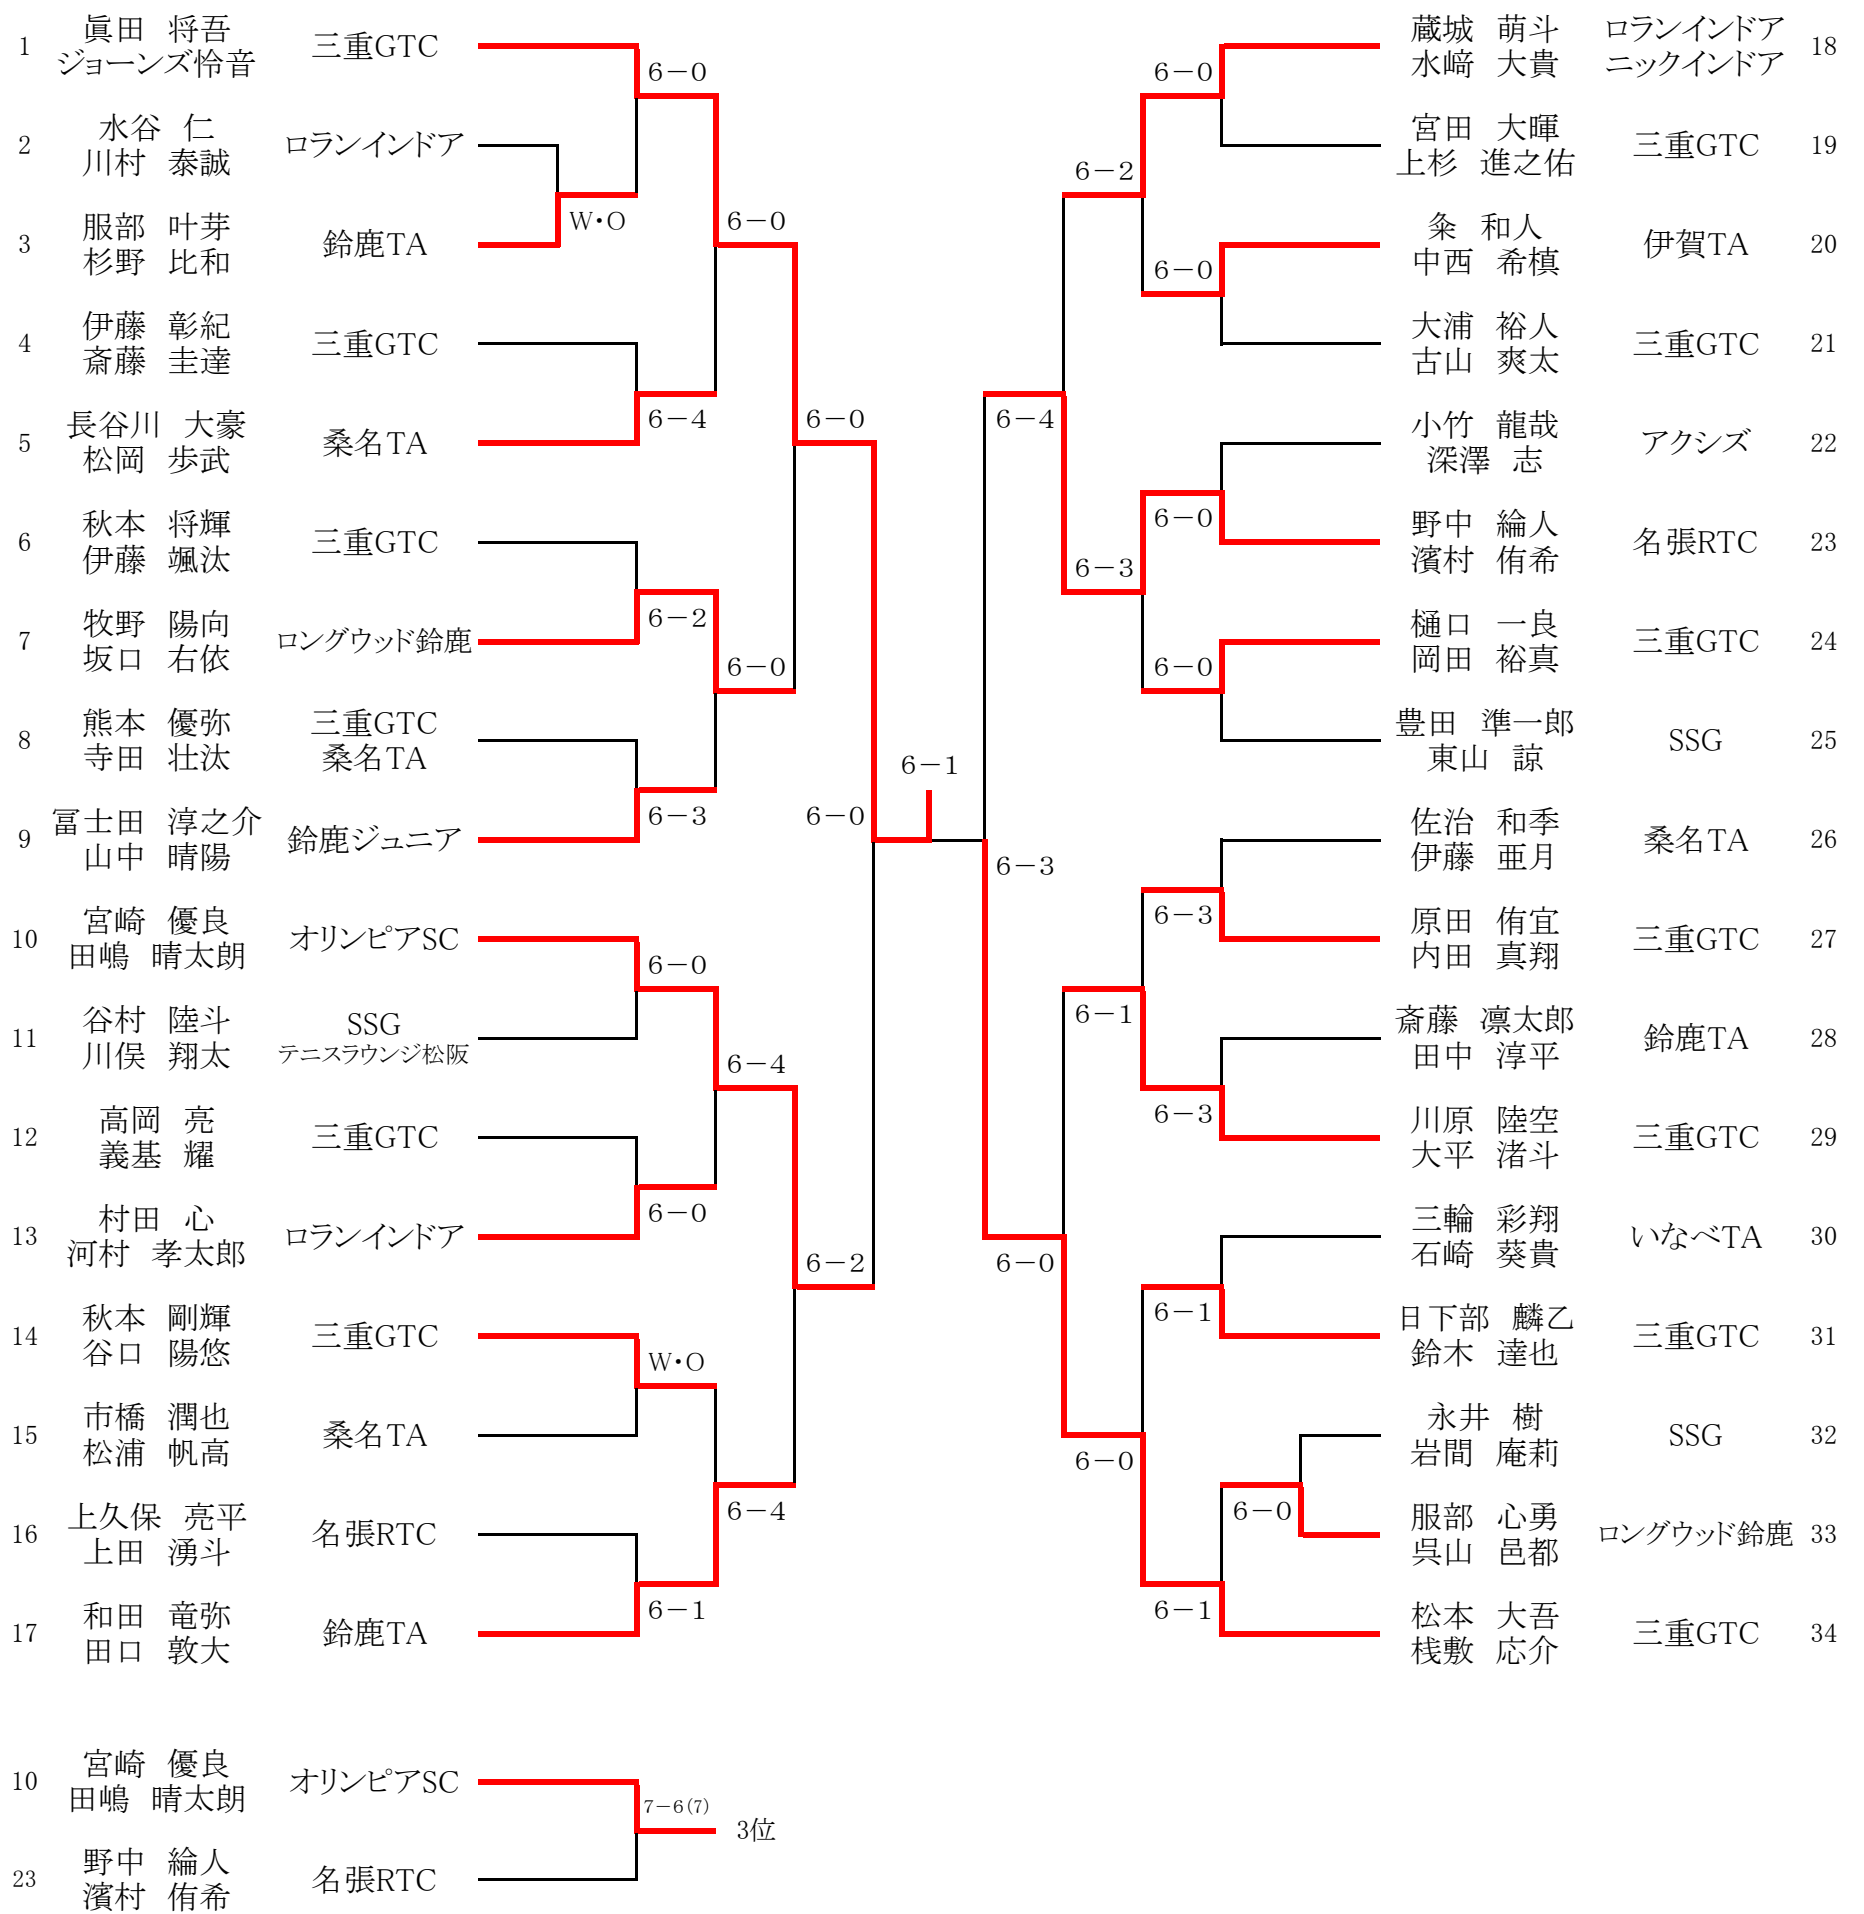 1 眞田 将吾 三重GTC
ジョーンズ怜音
6－0
2 水谷 仁 ロランインドア
川村 泰誠
W・O
3 服部 叶芽 鈴鹿TA
杉野 比和
6－0
4 伊藤 彰紀 三重GTC
斎藤 圭達
6－4
5 長谷川 大豪 桑名TA
松岡 歩武
6－0
6 秋本 将輝 三重GTC
伊藤 颯汰
6－2
7 牧野 陽向 ロングウッド鈴鹿
坂口 右依
6－0
8 熊本 優弥 三重GTC
寺田 壮汰 桑名TA
6－3
9 冨士田 淳之介 鈴鹿ジュニア
山中 晴陽
6－0
10 宮崎 優良 オリンピアSC
田嶋 晴太朗
6－0
11 谷村 陸斗 SSG
川俣 翔太 テニスラウンジ松阪
6－4
12 高岡 亮 三重GTC
義基 耀
6－0
13 村田 心 ロランインドア
河村 孝太郎
6－2
14 秋本 剛輝 三重GTC
谷口 陽悠
W・O
15 市橋 潤也 桑名TA
松浦 帆高
6－4
16 上久保 亮平 名張RTC
上田 湧斗
6－1
17 和田 竜弥 鈴鹿TA
田口 敦大
6－1
蔵城 萌斗 ロランインドア 18
水﨑 大貴 ニックインドア
6－0
宮田 大暉 三重GTC 19
上杉 進之佑
6－2
粂 和人 伊賀TA 20
中西 希槙
6－0
大浦 裕人 三重GTC 21
古山 爽太
6－4
小竹 龍哉 アクシズ 22
深澤 志
6－0
野中 綸人 名張RTC 23
濱村 侑希
6－3
樋口 一良 三重GTC 24
岡田 裕真
6－0
豊田 準一郎 SSG 25
東山 諒
佐治 和季 桑名TA 26
伊藤 亜月
6－3
6－3
原田 侑宜 三重GTC 27
内田 真翔
6－1
斎藤 凛太郎 鈴鹿TA 28
田中 淳平
6－3
川原 陸空 三重GTC 29
大平 渚斗
6－0
三輪 彩翔 いなべTA 30
石崎 葵貴
6－1
日下部 麟乙 三重GTC 31
鈴木 達也
6－0
永井 樹 SSG 32
岩間 庵莉
6－0
服部 心勇 ロングウッド鈴鹿 33
呉山 邑都
6－1
松本 大吾 三重GTC 34
桟敷 応介
10 宮崎 優良 オリンピアSC
田嶋 晴太朗
7－6(7)
3位
23 野中 綸人 名張RTC
濱村 侑希